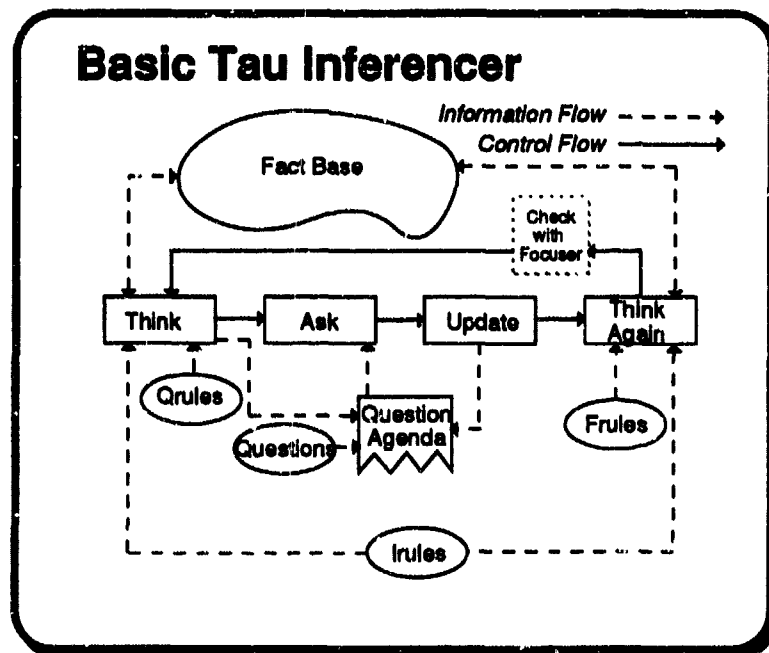 Basic Tau Inferencer
Information Flow
Control Flow
Fact Base
Check
with
Focuser
Think
Ask
Update
Think
Again
Qrules
Question
Agenda
Questions
Frules
Irules